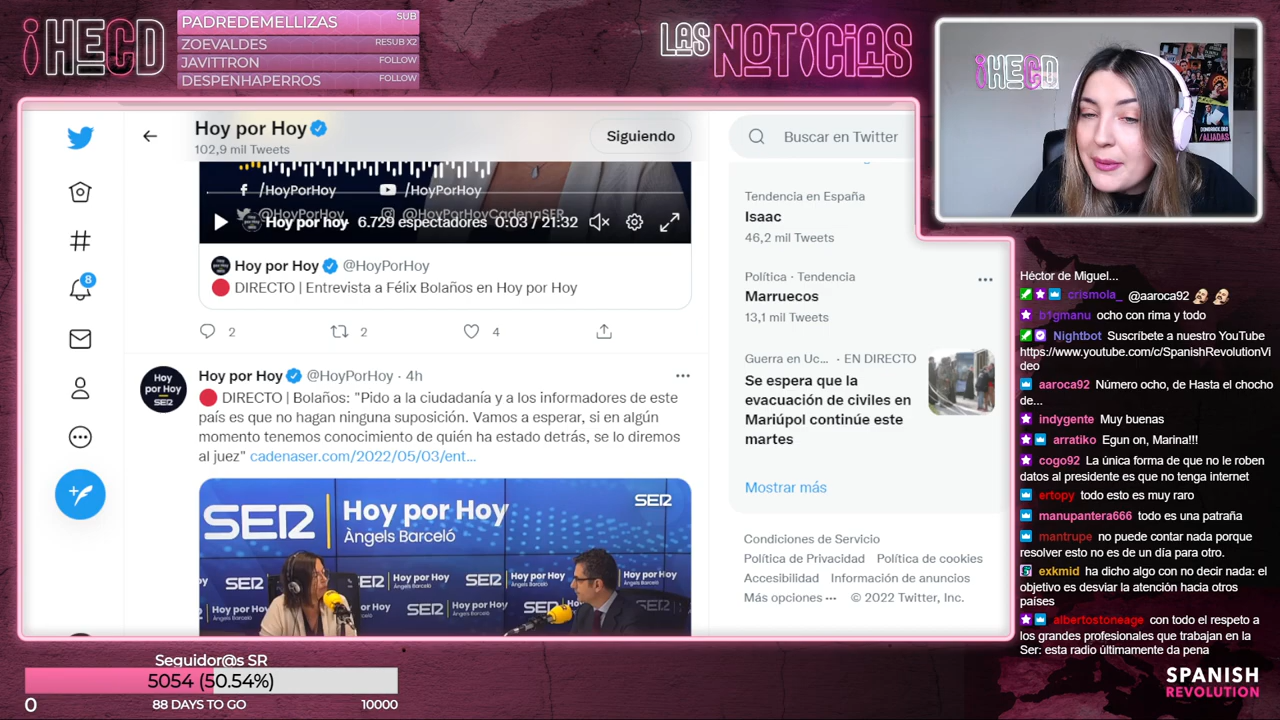 ¡HECD
PADREDEMELLIZAS SUB
ZOEVALDES RESUB X2
JAVITTRON FOLLOW
DESPENHAPERROS FOLLOW
LAS NOTICIAS
¡HECD
/ALIADAS
Hoy por Hoy
102,9 mil Tweets
Siguiendo
Buscar en Twitter
/HoyPorHoy /HoyPorHoy
@HoyPorHoy @HoyPorHoyCadenaSER
Hoy por hoy 6.729 espectadores 0:03 / 21:32
Hoy por Hoy @HoyPorHoy
DIRECTO | Entrevista a Félix Bolaños en Hoy por Hoy
2 2 4
8
Hoy por Hoy @HoyPorHoy · 4h
DIRECTO | Bolaños: "Pido a la ciudadanía y a los informadores de este
país es que no hagan ninguna suposición. Vamos a esperar, si en algún
momento tenemos conocimiento de quién ha estado detrás, se lo diremos
al juez" cadenaser.com/2022/05/03/ent...
Hoy
por Hoy
SER
SER Hoy por Hoy
Àngels Barceló
SER
Tendencia en España
Isaac
46,2 mil Tweets
Política · Tendencia
Marruecos
13,1 mil Tweets
Guerra en Uc... · EN DIRECTO
Se espera que la
evacuación de civiles en
Mariúpol continúe este
martes
Mostrar más
Condiciones de Servicio
Política de Privacidad Política de cookies
Accesibilidad Información de anuncios
Más opciones ··· © 2022 Twitter, Inc.
Héctor de Miguel...
crismola_ @aaroca92
b1gmanu ocho con rima y todo
Nightbot Suscríbete a nuestro YouTube
https://www.youtube.com/c/SpanishRevolutionVi
deo
aaroca92 Número ocho, de Hasta el chocho
de...
indygente Muy buenas
arratiko Egun on, Marina!!!
cogo92 La única forma de que no le roben
datos al presidente es que no tenga internet
ertopy todo esto es muy raro
manupantera666 todo es una patraña
mantrupe no puede contar nada porque
resolver esto no es de un día para otro.
exkmid ha dicho algo con no decir nada: el
objetivo es desviar la atención hacia otros
países
albertostoneage con todo el respeto a
los grandes profesionales que trabajan en la
Ser: esta radio últimamente da pena
Seguidor@s SR
5054 (50.54%)
0 88 DAYS TO GO 10000
SPANISH
REVOLUTION